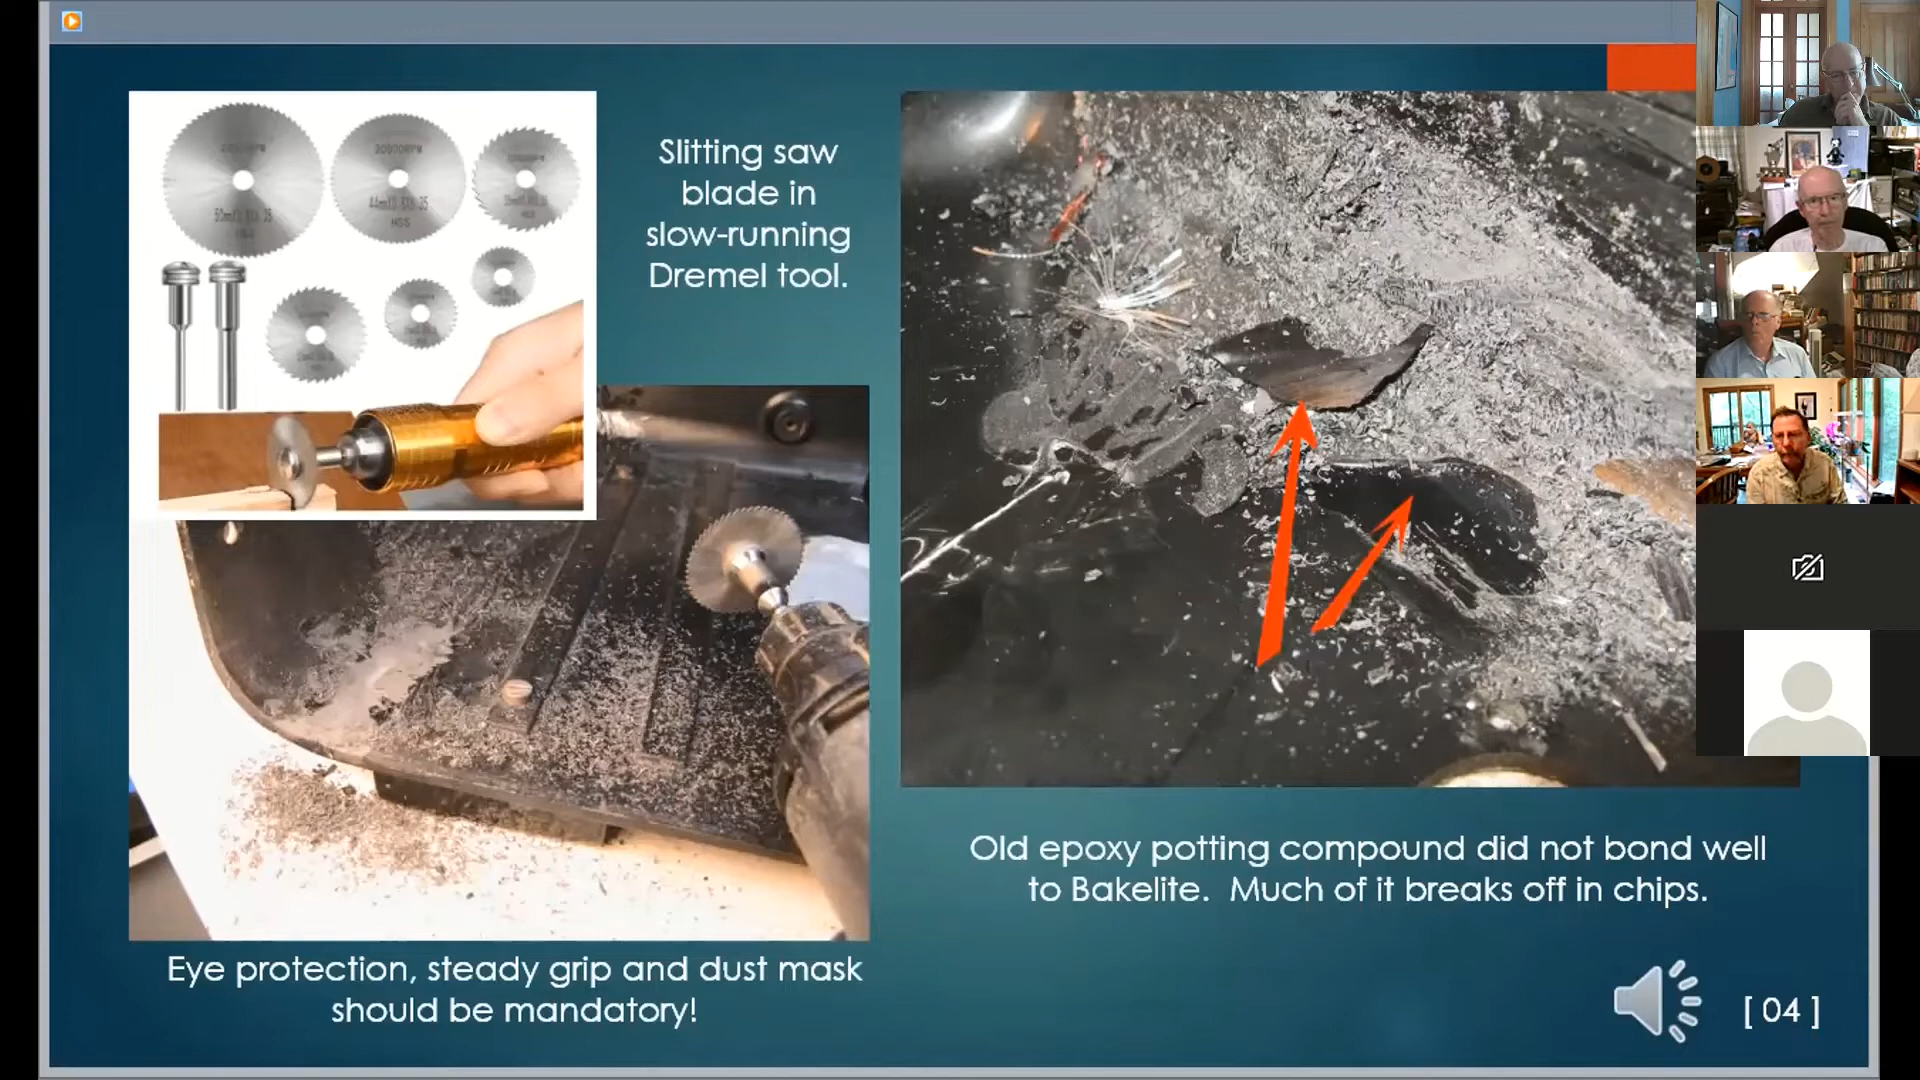 Slitting saw
blade in
slow-running
Dremel tool.
Old epoxy potting compound did not bond well
to Bakelite. Much of it breaks off in chips.
Eye protection, steady grip and dust mask
should be mandatory!
[ 04 ]